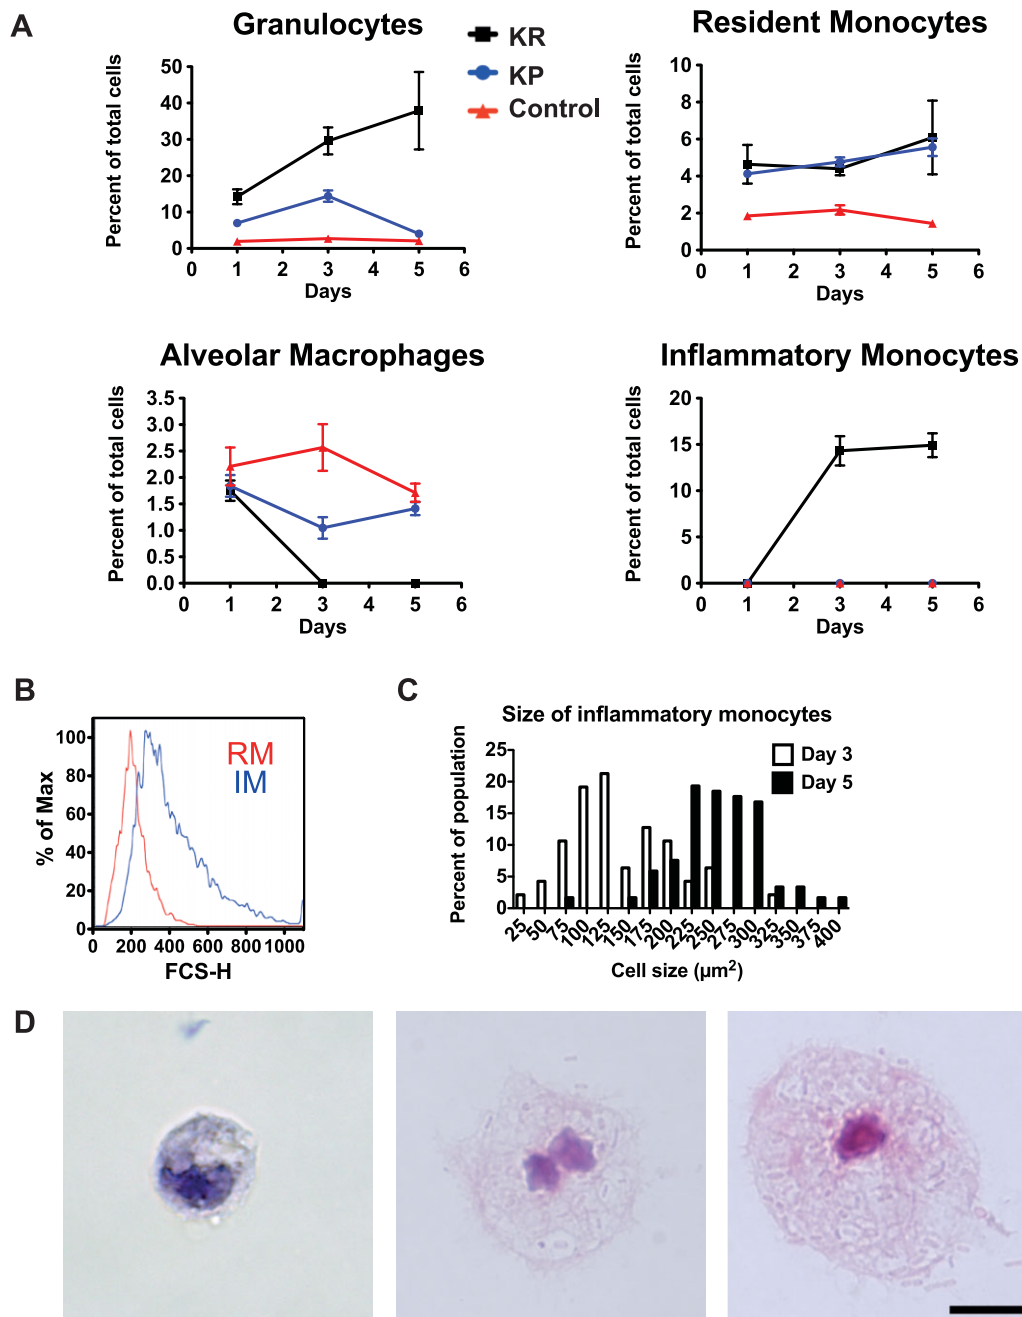 A
Granulocytes
KR
KP
Control
Percent of total cells
50
40
30
20
10
0
0 1 2 3 4 5 6
Days
Resident Monocytes
Percent of total cells
10
8
6
4
2
0
0 1 2 3 4 5 6
Days
Alveolar Macrophages
Percent of total cells
3.5
3.0
2.5
2.0
1.5
1.0
0.5
0.0
0 1 2 3 4 5 6
Days
Inflammatory Monocytes
Percent of total cells
20
15
10
5
0
0 1 2 3 4 5 6
Days
B
% of Max
100
80
60
40
20
0
RM
IM
0 200 400 600 800 1000
FCS-H
C
Size of inflammatory monocytes
Percent of population
25
20
15
10
5
0
Day 3
Day 5
25 50 75 100 125 150 175 200 225 250 275 300 325 350 375 400
Cell size (µm²)
D